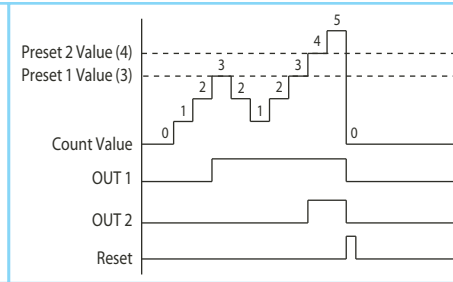 5
Preset 2 Value (4)
4
Preset 1 Value (3)
3
3
2
2
2
1
1
0
0
Count Value
OUT 1
OUT 2
Reset